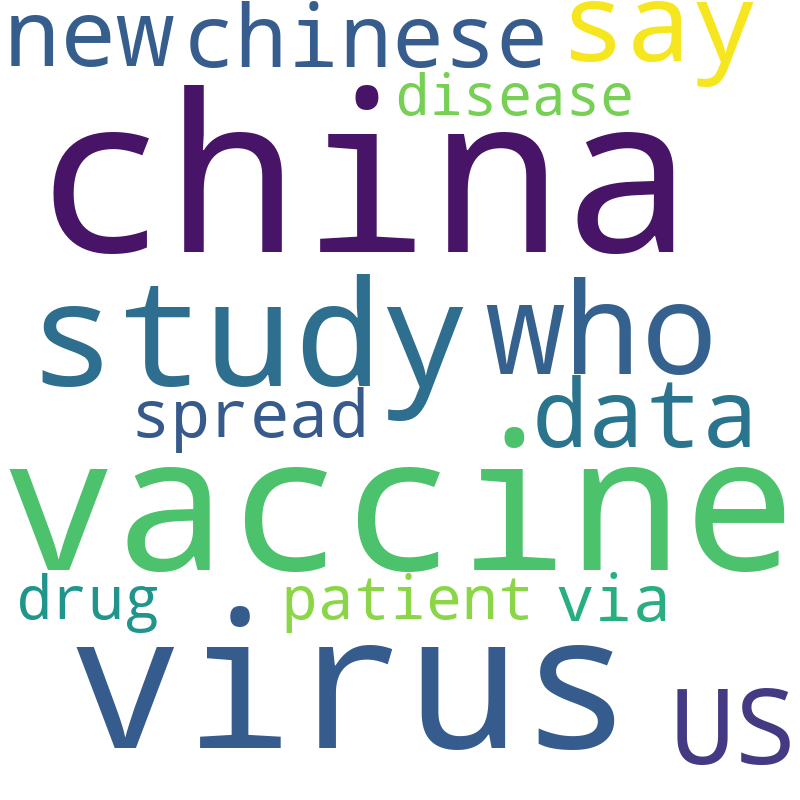 new chinese say
disease
china
study who
spread data
vaccine
drug patient via
virus US